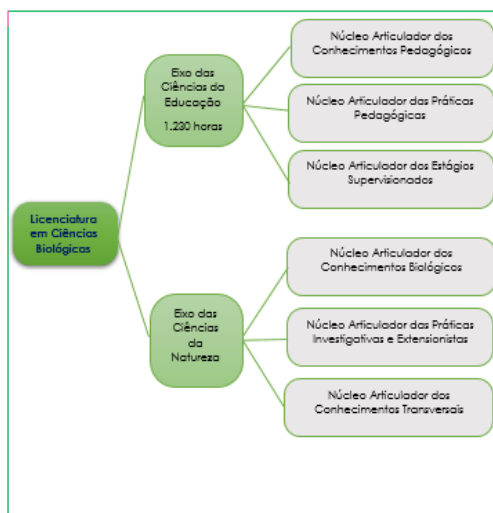 Licenciatura
em Ciências
Biológicas
Eixo das
Ciências da
Educação
1.230 horas
Núcleo Articulador dos
Conhecimentos Pedagógicos
Núcleo Articulador das Práticas
Pedagógicas
Núcleo Articulador dos Estágios
Supervisionados
Eixo das
Ciências
da
Natureza
Núcleo Articulador dos
Conhecimentos Biológicos
Núcleo Articulador das Práticas
Investigativas e Extensionistas
Núcleo Articulador dos
Conhecimentos Transversais